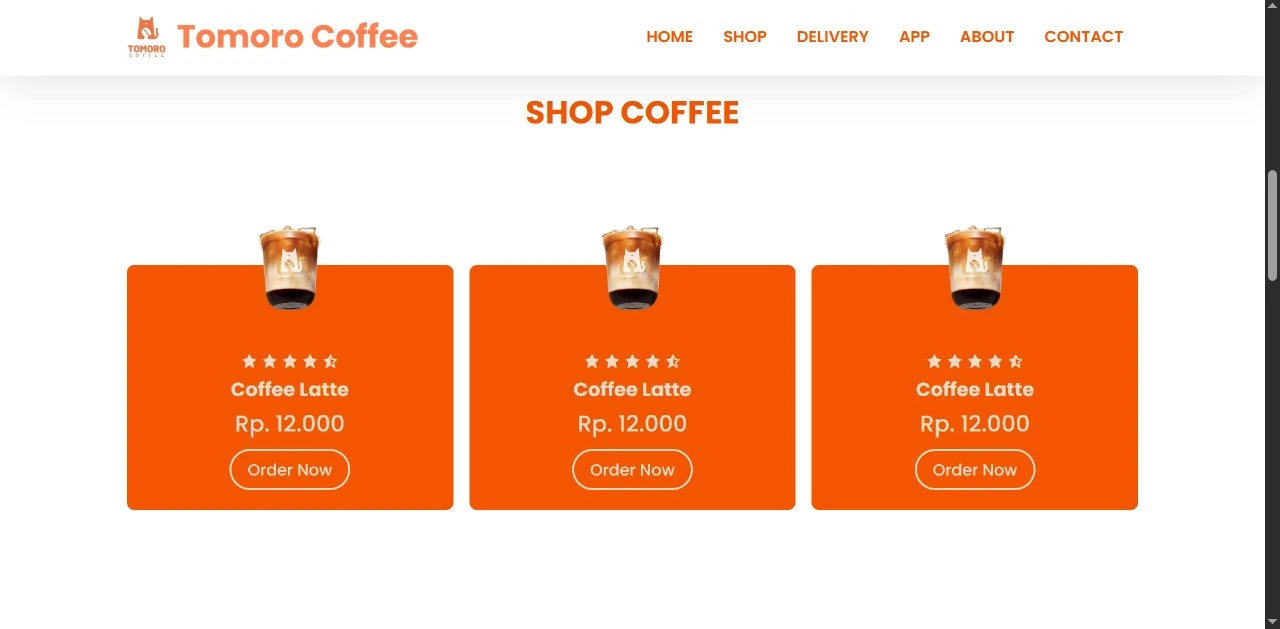 TOMORO
COFFEE
Tomoro Coffee
HOME SHOP DELIVERY APP ABOUT CONTACT
SHOP COFFEE
Coffee Latte
Rp. 12.000
Order Now
Coffee Latte
Rp. 12.000
Order Now
Coffee Latte
Rp. 12.000
Order Now